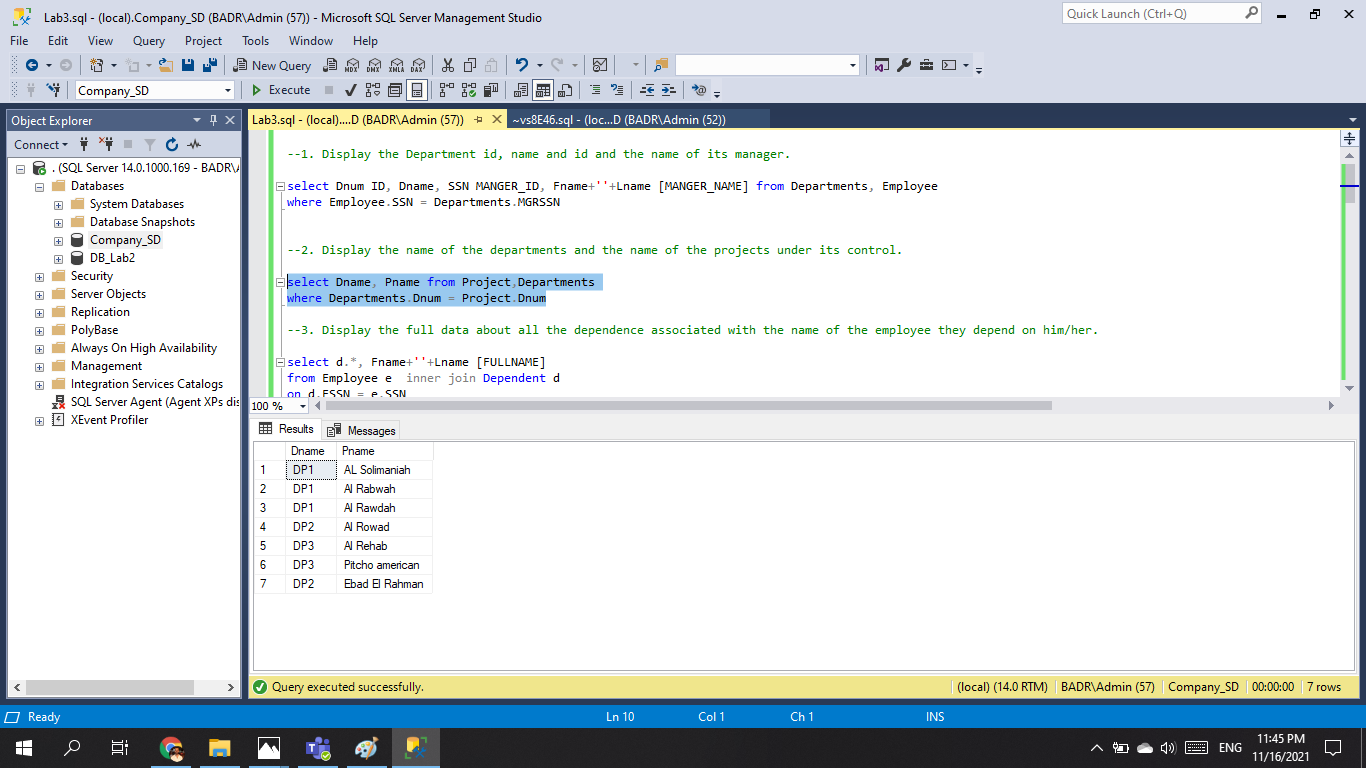 Lab3.sql - (local).Company_SD (BADR\Admin (57)) - Microsoft SQL Server Management Studio
Quick Launch (Ctrl+Q)
File Edit View Query Project Tools Window Help
New Query
MDX DMX XMLA DAX
Company_SD
Execute
Object Explorer
Lab3.sql - (local)....D (BADR\Admin (57))
~vs8E46.sql - (loc...D (BADR\Admin (52))
Connect
. (SQL Server 14.0.1000.169 - BADR\A
Databases
System Databases
Database Snapshots
Company_SD
DB_Lab2
Security
Server Objects
Replication
PolyBase
Always On High Availability
Management
Integration Services Catalogs
SQL Server Agent (Agent XPs dis
XEvent Profiler
--1. Display the Department id, name and id and the name of its manager.
select Dnum ID, Dname, SSN MANGER_ID, Fname+''+Lname [MANGER_NAME] from Departments, Employee
where Employee.SSN = Departments.MGRSSN
--2. Display the name of the departments and the name of the projects under its control.
select Dname, Pname from Project,Departments
where Departments.Dnum = Project.Dnum
--3. Display the full data about all the dependence associated with the name of the employee they depend on him/her.
select d.*, Fname+''+Lname [FULLNAME]
from Employee e  inner join Dependent d
on d.ESSN = e.SSN
100 %
Results Messages
Dname Pname
1 DP1 AL Solimaniah
2 DP1 Al Rabwah
3 DP1 Al Rawdah
4 DP2 Al Rowad
5 DP3 Al Rehab
6 DP3 Pitcho american
7 DP2 Ebad El Rahman
Query executed successfully.
(local) (14.0 RTM) BADR\Admin (57) Company_SD 00:00:00 7 rows
Ready
Ln 10 Col 1 Ch 1 INS
ENG
11:45 PM
11/16/2021